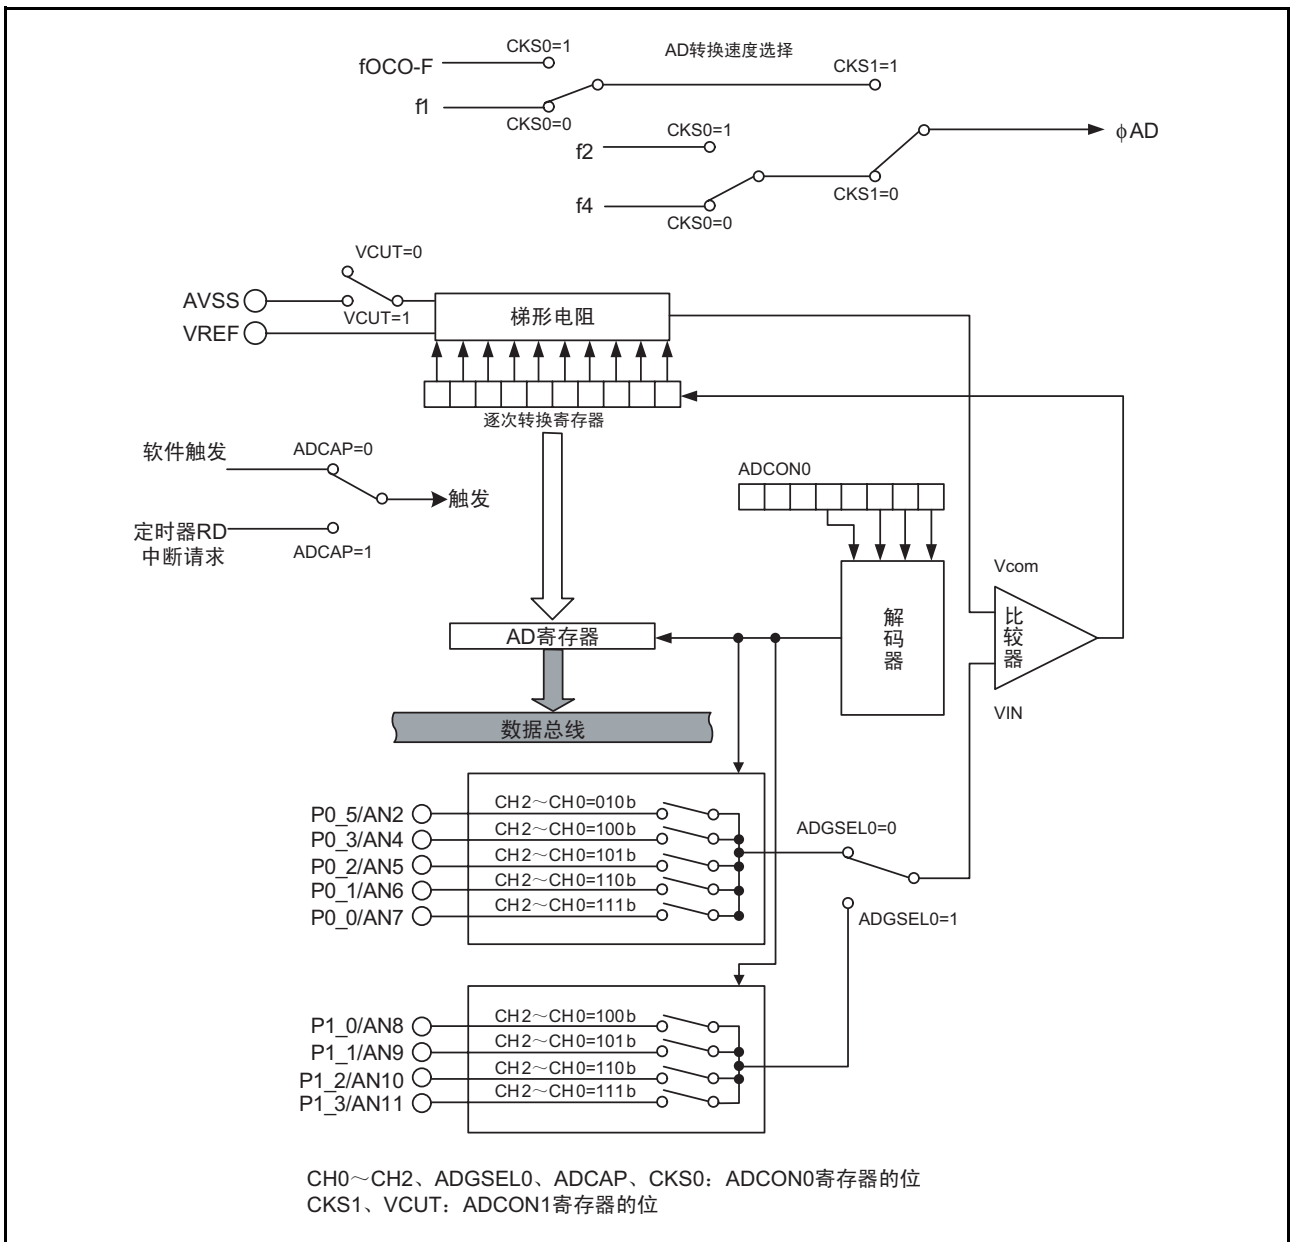 CKS0=1
AD转换速度选择
fOCO-F
CKS1=1
f1
CKS0=0
CKS0=1
φAD
f2
CKS1=0
f4
CKS0=0
VCUT=0
AVSS
VCUT=1
梯形电阻
VREF
逐次转换寄存器
软件触发
ADCAP=0
ADCON0
触发
定时器RD
中断请求
ADCAP=1
Vcom
解码器
比较器
AD寄存器
VIN
数据总线
P0_5/AN2
CH2～CH0=010b
P0_3/AN4
CH2～CH0=100b
ADGSEL0=0
P0_2/AN5
CH2～CH0=101b
P0_1/AN6
CH2～CH0=110b
P0_0/AN7
CH2～CH0=111b
ADGSEL0=1
P1_0/AN8
CH2～CH0=100b
P1_1/AN9
CH2～CH0=101b
P1_2/AN10
CH2～CH0=110b
P1_3/AN11
CH2～CH0=111b
CH0～CH2、ADGSEL0、ADCAP、CKS0：ADCON0寄存器的位
CKS1、VCUT：ADCON1寄存器的位